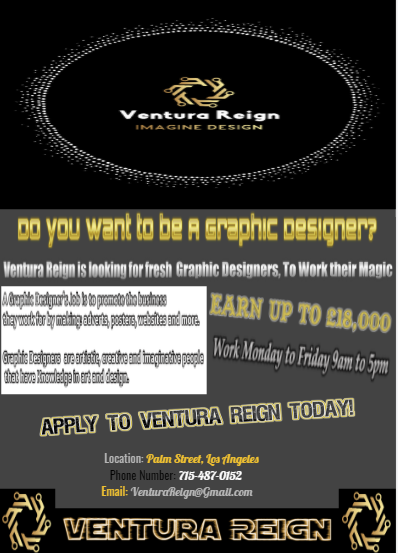 Ventura Reign
IMAGINE DESIGN
Do you want to be A Graphic Designer?
Ventura Reign is looking for fresh Graphic Designers, To Work their Magic
A Graphic Designer's Job is to promote the business
they work for by making: adverts, posters, websites and more.
Graphic Designers are artistic, creative and imaginative people
that have Knowledge in art and design.
EARN UP TO £18,000
Work Monday to Friday 9am to 5pm
APPLY TO VENTURA REIGN TODAY!
Location: Palm Street, Los Angeles
Phone Number: 715-487-0152
Email: VenturaReign@Gmail.com
VENTURA REIGN